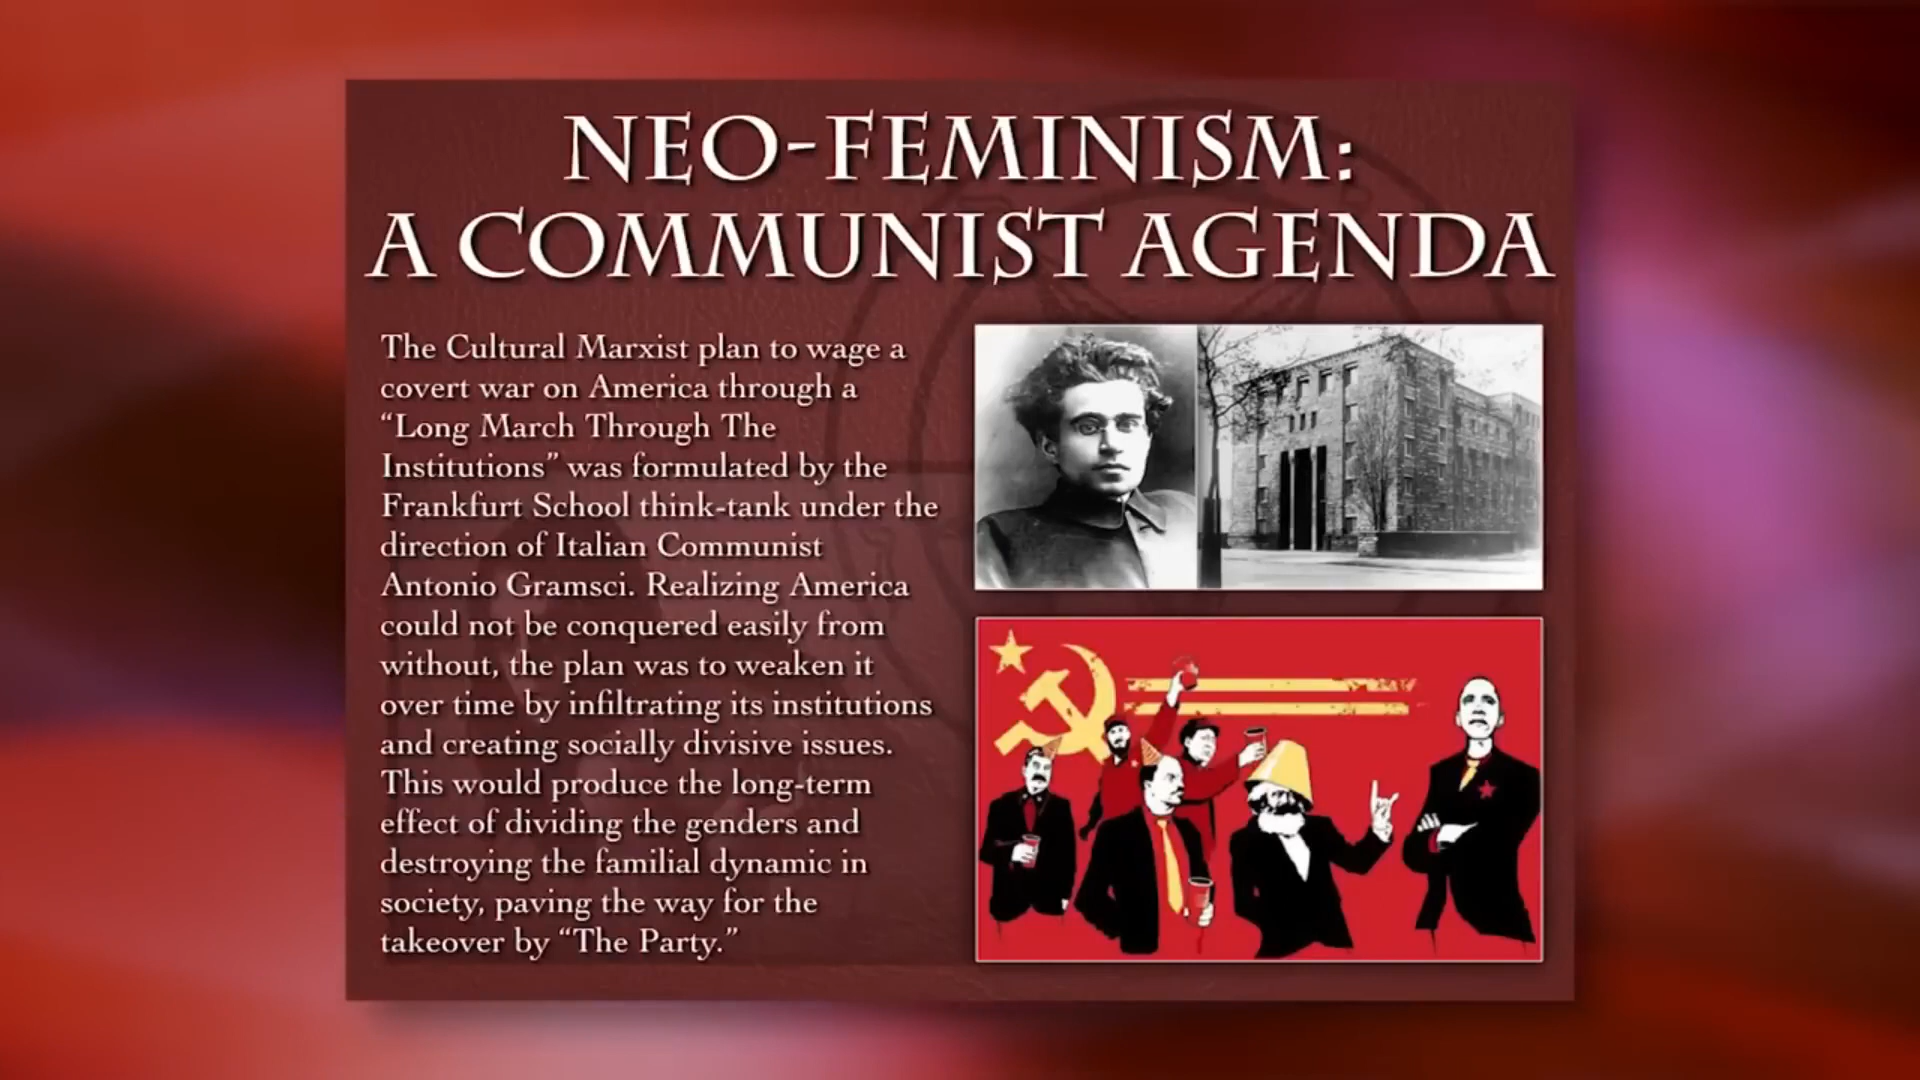 NEO-FEMINISM:
A COMMUNIST AGENDA
The Cultural Marxist plan to wage a
covert war on America through a
“Long March Through The
Institutions” was formulated by the
Frankfurt School think-tank under the
direction of Italian Communist
Antonio Gramsci. Realizing America
could not be conquered easily from
without, the plan was to weaken it
over time by infiltrating its institutions
and creating socially divisive issues.
This would produce the long-term
effect of dividing the genders and
destroying the familial dynamic in
society, paving the way for the
takeover by “The Party.”